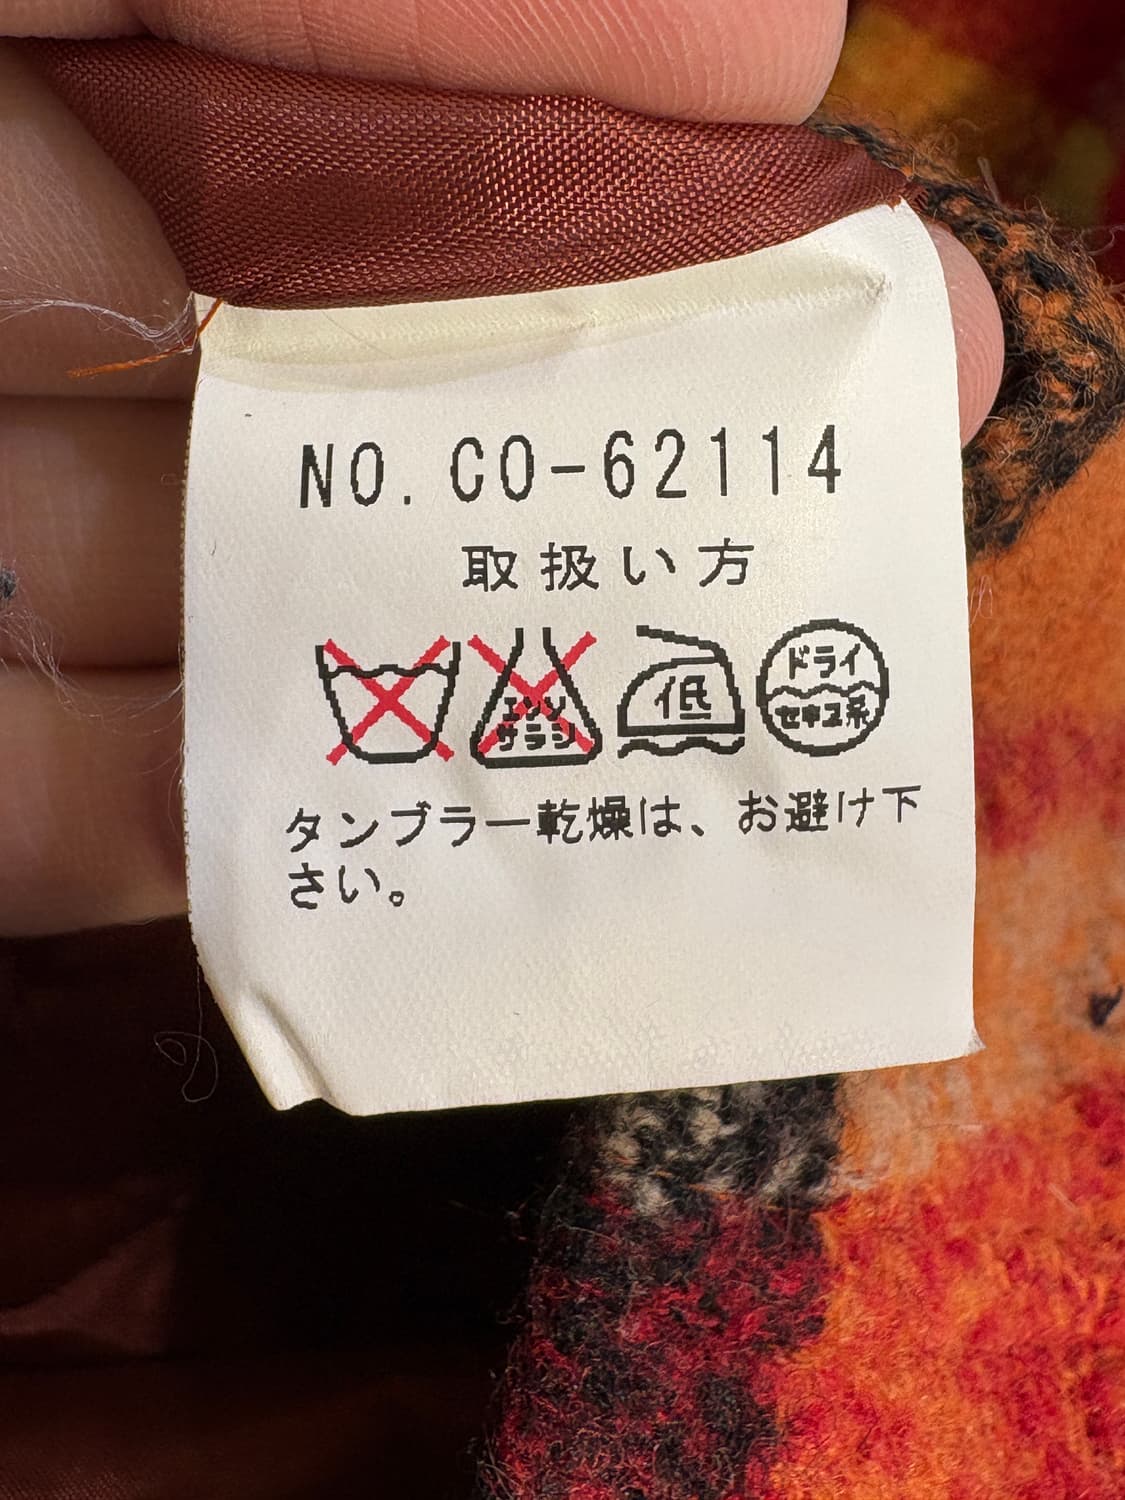 NO. CO-62114
取扱い方
エンソ
サラシ
低
ドライ
セキユ系
タンブラー乾燥は、お避け下
さい。